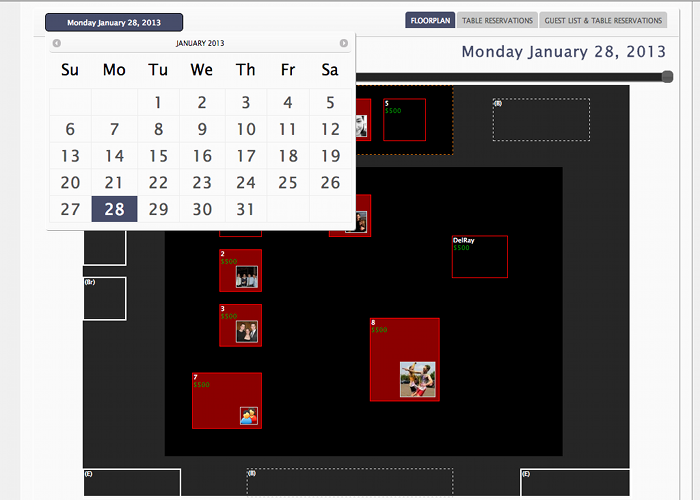 Monday January 28, 2013
FLOORPLAN
TABLE RESERVATIONS
GUEST LIST & TABLE RESERVATIONS
JANUARY 2013
Monday January 28, 2013
Su Mo Tu We Th Fr Sa
1 2 3 4 5
6 7 8 9 10 11 12
13 14 15 16 17 18 19
20 21 22 23 24 25 26
27 28 29 30 31
5
$500
(B)
DelRay
$500
2
$500
(Br)
3
$500
8
$500
7
$500
(E)
(B)
(E)